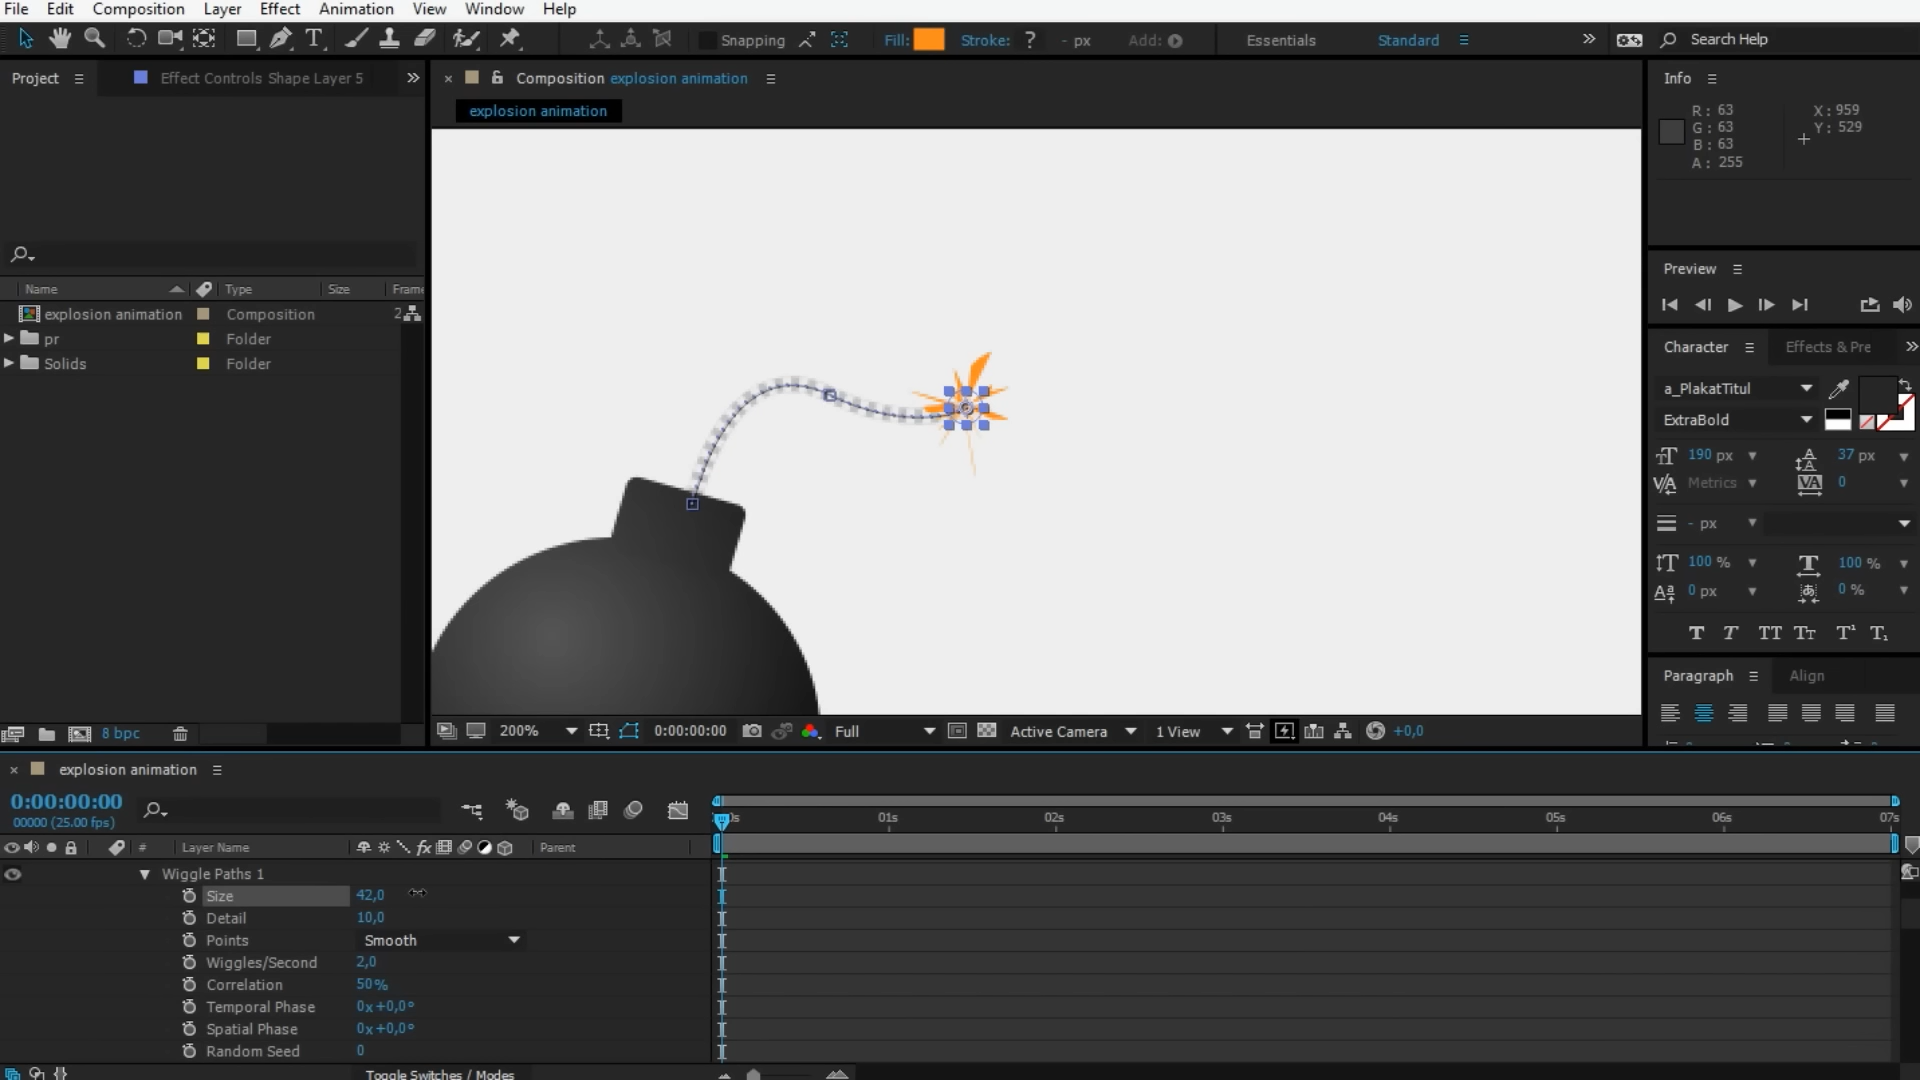 File Edit Composition Layer Effect Animation View Window Help
Snapping Fill: Stroke: ? - px Add: Essentials Standard Search Help
Project Effect Controls Shape Layer 5 Composition explosion animation Info
explosion animation
R: 63 X: 959
G: 63 Y: 529
B: 63
A: 255
Preview
Name Type Size Frame
explosion animation Composition 2
pr Folder
Solids Folder
Character Effects & Pre
a_PlakatTitul
ExtraBold
190 px 37 px
Metrics 0
- px
100 % 100 %
0 px 0 %
T T TT Tt T¹ T₁
Paragraph Align
8 bpc 200% 0:00:00:00 Full Active Camera 1 View +0,0
explosion animation
0:00:00:00
00000 (25.00 fps)
01s 02s 03s 04s 05s 06s 07s
# Layer Name fx Parent
Wiggle Paths 1
Size 42,0
Detail 10,0
Points Smooth
Wiggles/Second 2,0
Correlation 50%
Temporal Phase 0x+0,0°
Spatial Phase 0x+0,0°
Random Seed 0
Toggle Switches / Modes